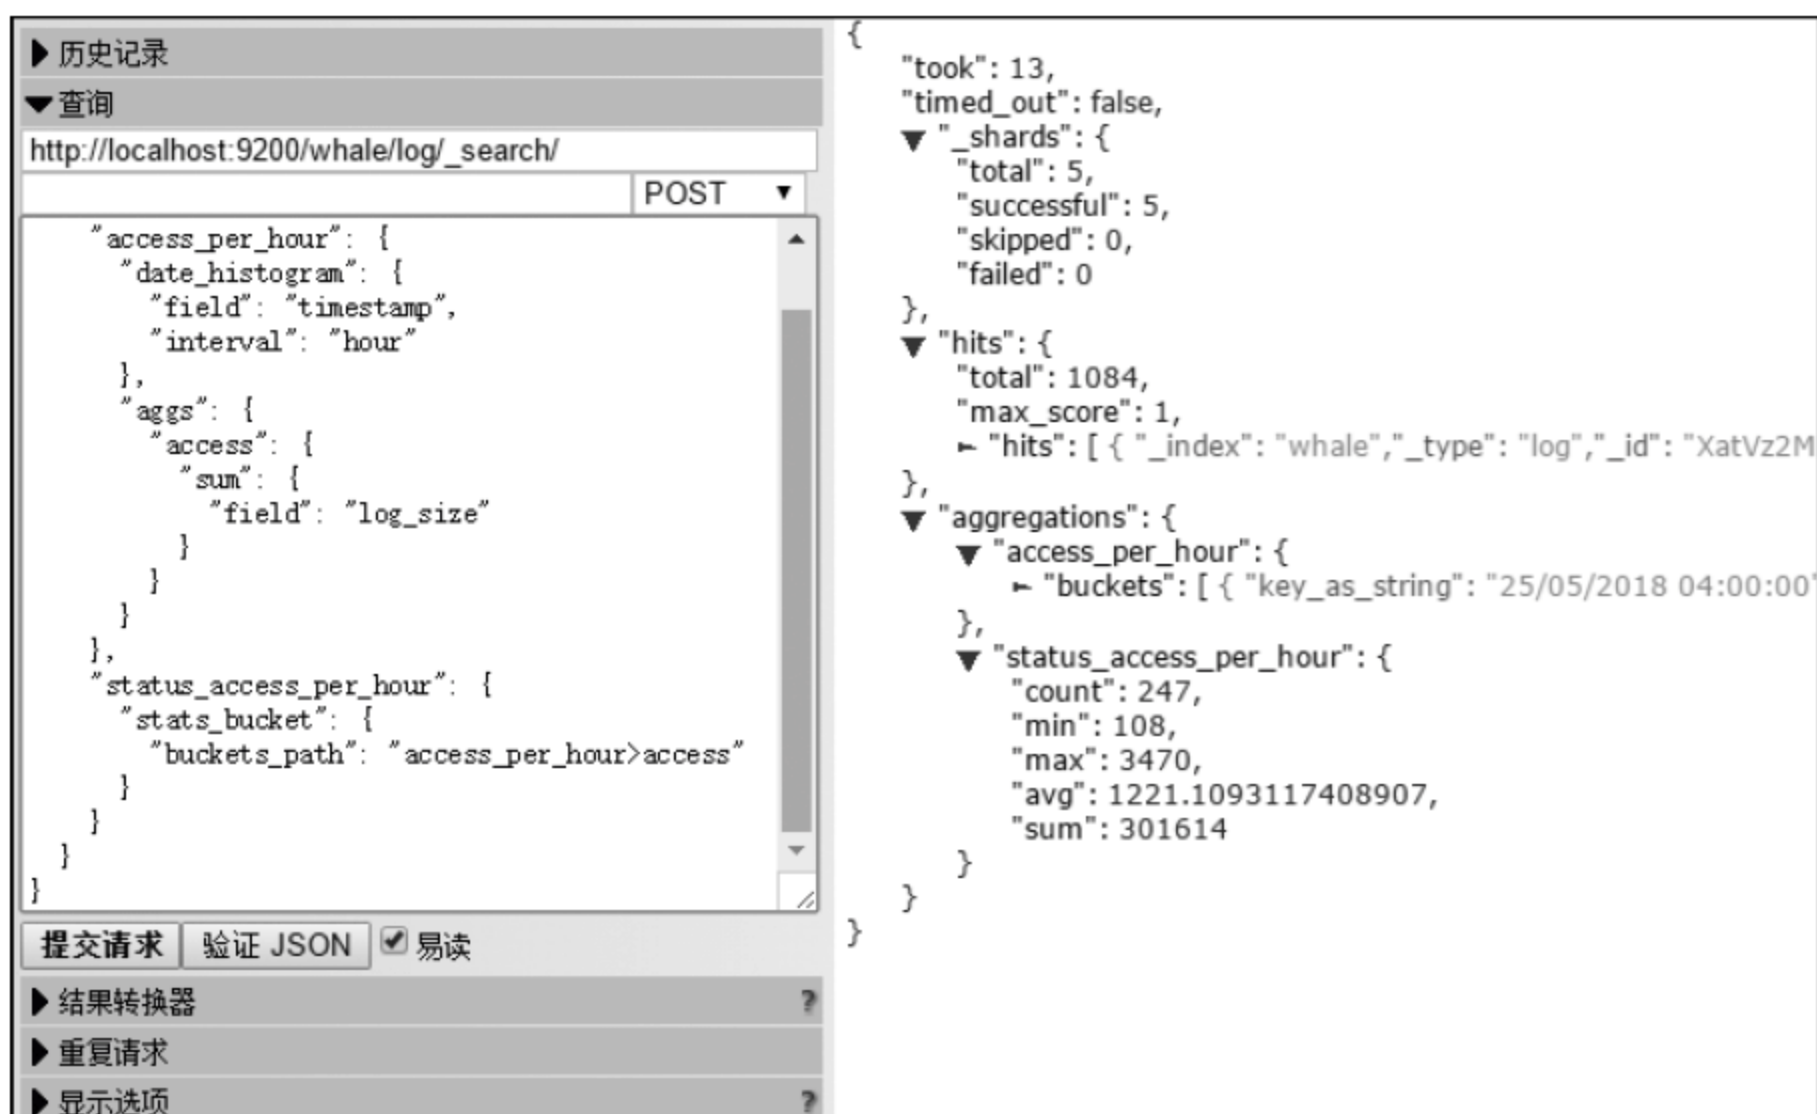 历史记录
查询
http://localhost:9200/whale/log/_search/
POST
"access_per_hour": {
"date_histogram": {
"field": "timestamp",
"interval": "hour"
},
"aggs": {
"access": {
"sum": {
"field": "log_size"
}
}
}
},
"status_access_per_hour": {
"stats_bucket": {
"buckets_path": "access_per_hour>access"
}
}
}
}
提交请求 验证 JSON 易读
结果转换器 ?
重复请求
显示选项 ?
{
"took": 13,
"timed_out": false,
"_shards": {
"total": 5,
"successful": 5,
"skipped": 0,
"failed": 0
},
"hits": {
"total": 1084,
"max_score": 1,
"hits": [ { "_index": "whale","_type": "log","_id": "XatVz2M
},
"aggregations": {
"access_per_hour": {
"buckets": [ { "key_as_string": "25/05/2018 04:00:00"
},
"status_access_per_hour": {
"count": 247,
"min": 108,
"max": 3470,
"avg": 1221.1093117408907,
"sum": 301614
}
}
}